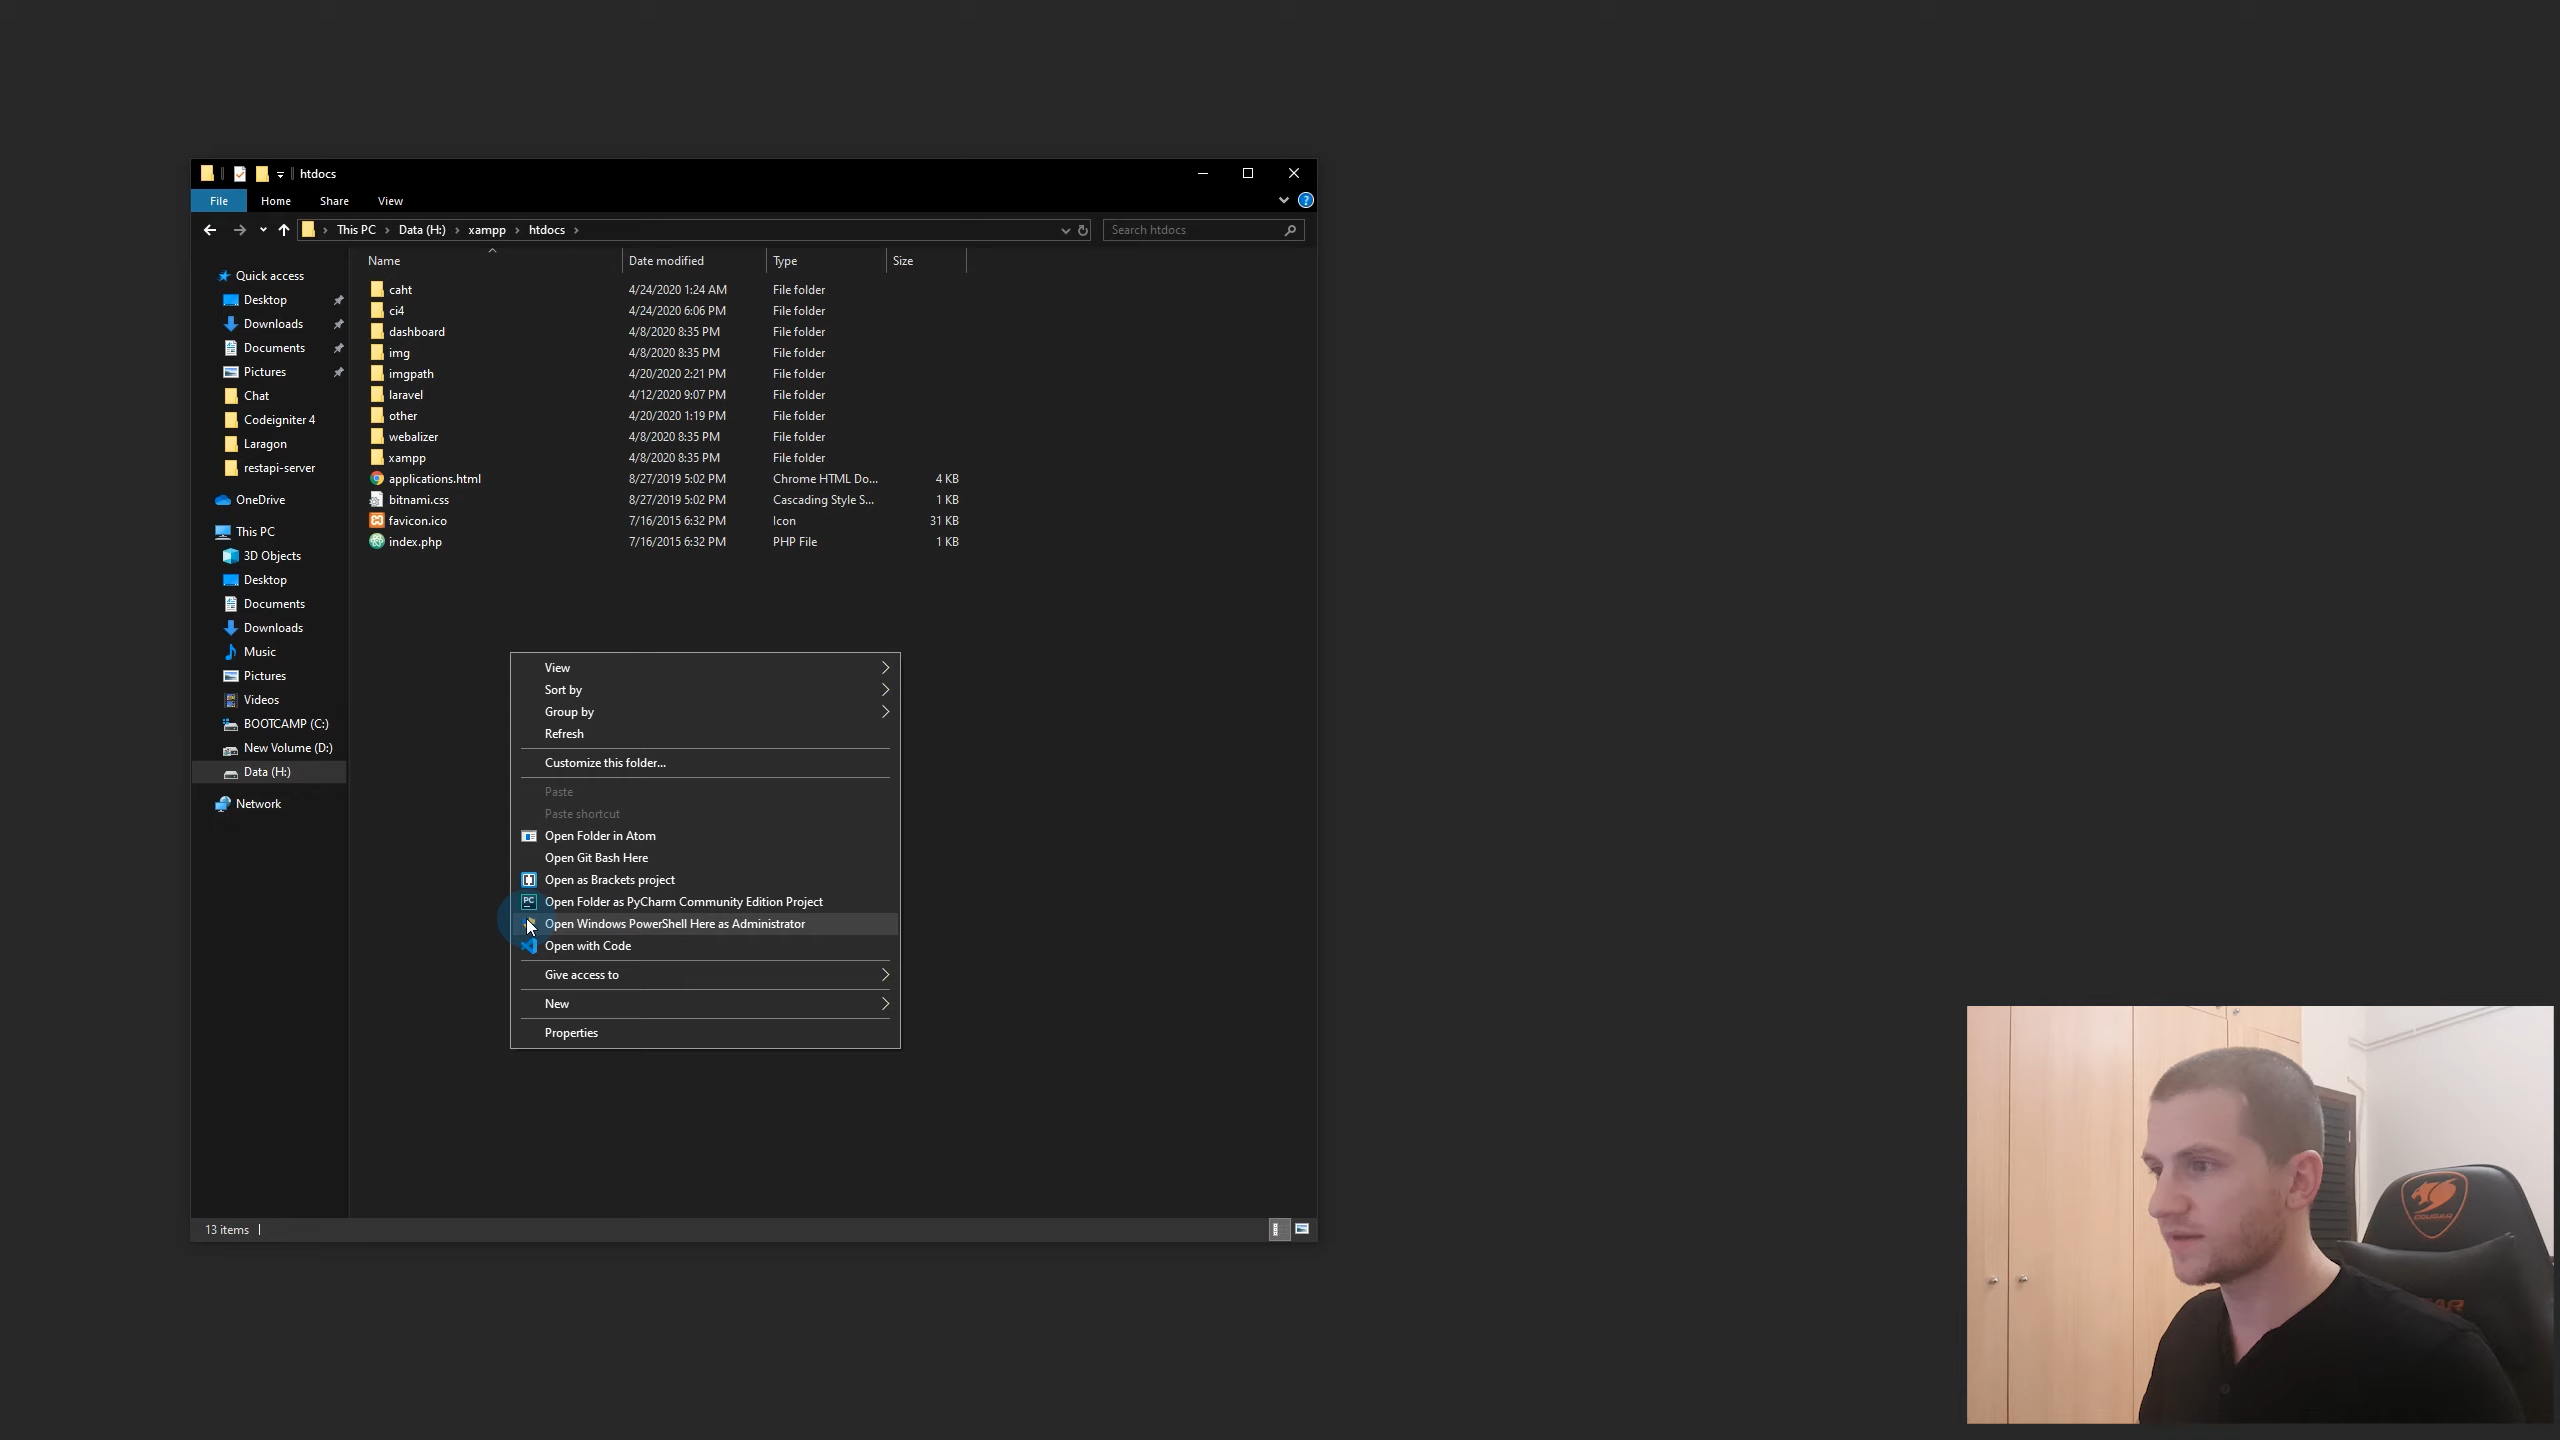 htdocs
File Home Share View
This PC Data (H:) xampp htdocs
Search htdocs
Name Date modified Type Size
Quick access
Desktop
Downloads
Documents
Pictures
Chat
Codeigniter 4
Laragon
restapi-server
OneDrive
This PC
3D Objects
Desktop
Documents
Downloads
Music
Pictures
Videos
BOOTCAMP (C:)
New Volume (D:)
Data (H:)
Network
caht 4/24/2020 1:24 AM File folder
ci4 4/24/2020 6:06 PM File folder
dashboard 4/8/2020 8:35 PM File folder
img 4/8/2020 8:35 PM File folder
imgpath 4/20/2020 2:21 PM File folder
laravel 4/12/2020 9:07 PM File folder
other 4/20/2020 1:19 PM File folder
webalizer 4/8/2020 8:35 PM File folder
xampp 4/8/2020 8:35 PM File folder
applications.html 8/27/2019 5:02 PM Chrome HTML Do... 4 KB
bitnami.css 8/27/2019 5:02 PM Cascading Style S... 1 KB
favicon.ico 7/16/2015 6:32 PM Icon 31 KB
index.php 7/16/2015 6:32 PM PHP File 1 KB
View
Sort by
Group by
Refresh
Customize this folder...
Paste
Paste shortcut
Open Folder in Atom
Open Git Bash Here
Open as Brackets project
PC Open Folder as PyCharm Community Edition Project
Open Windows PowerShell Here as Administrator
Open with Code
Give access to
New
Properties
13 items
COUGAR